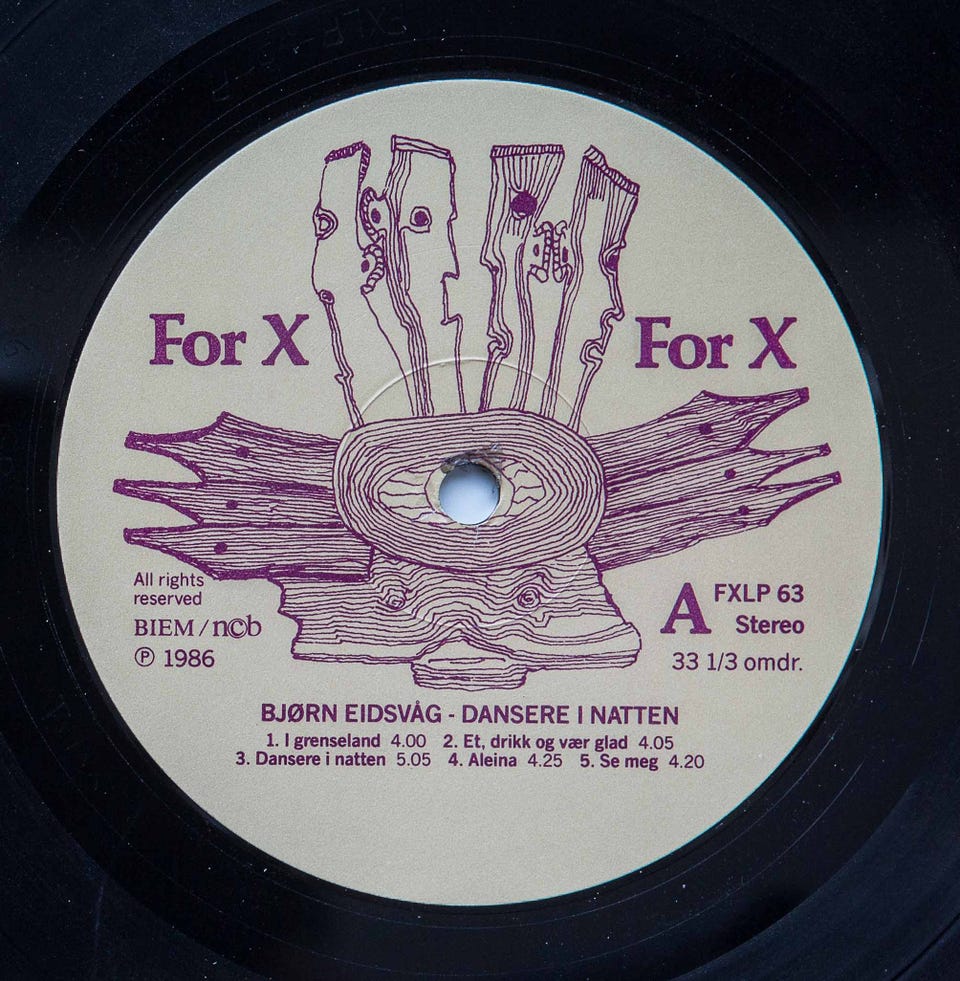 For X
For X
All rights
reserved
BIEM / ncb
℗ 1986
A
FXLP 63
Stereo
33 1/3 omdr.
BJØRN EIDSVÅG - DANSERE I NATTEN
1. I grenseland 4.00 2. Et, drikk og vær glad 4.05
3. Dansere i natten 5.05 4. Aleina 4.25 5. Se meg 4.20